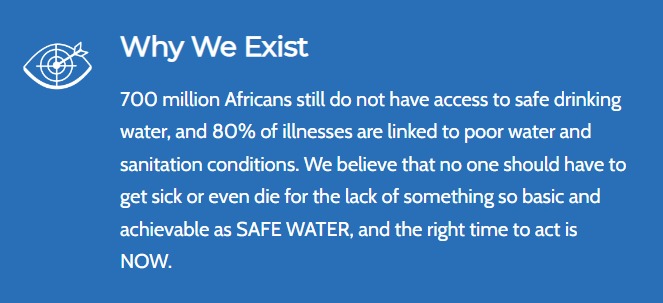 Why We Exist
700 million Africans still do not have access to safe drinking
water, and 80% of illnesses are linked to poor water and
sanitation conditions. We believe that no one should have to
get sick or even die for the lack of something so basic and
achievable as SAFE WATER, and the right time to act is
NOW.